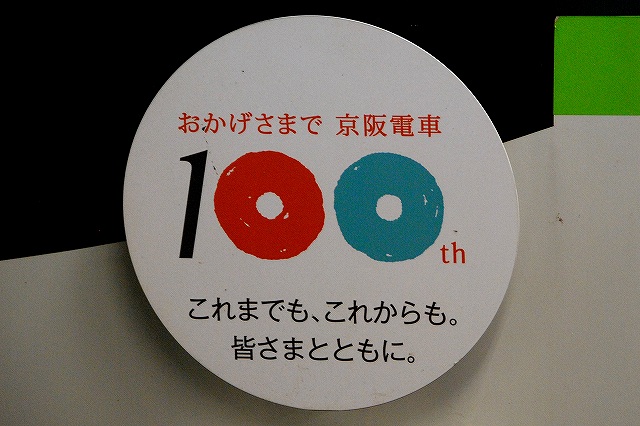 おかげさまで 京阪電車
100th
これまでも、これからも。
皆さまとともに。